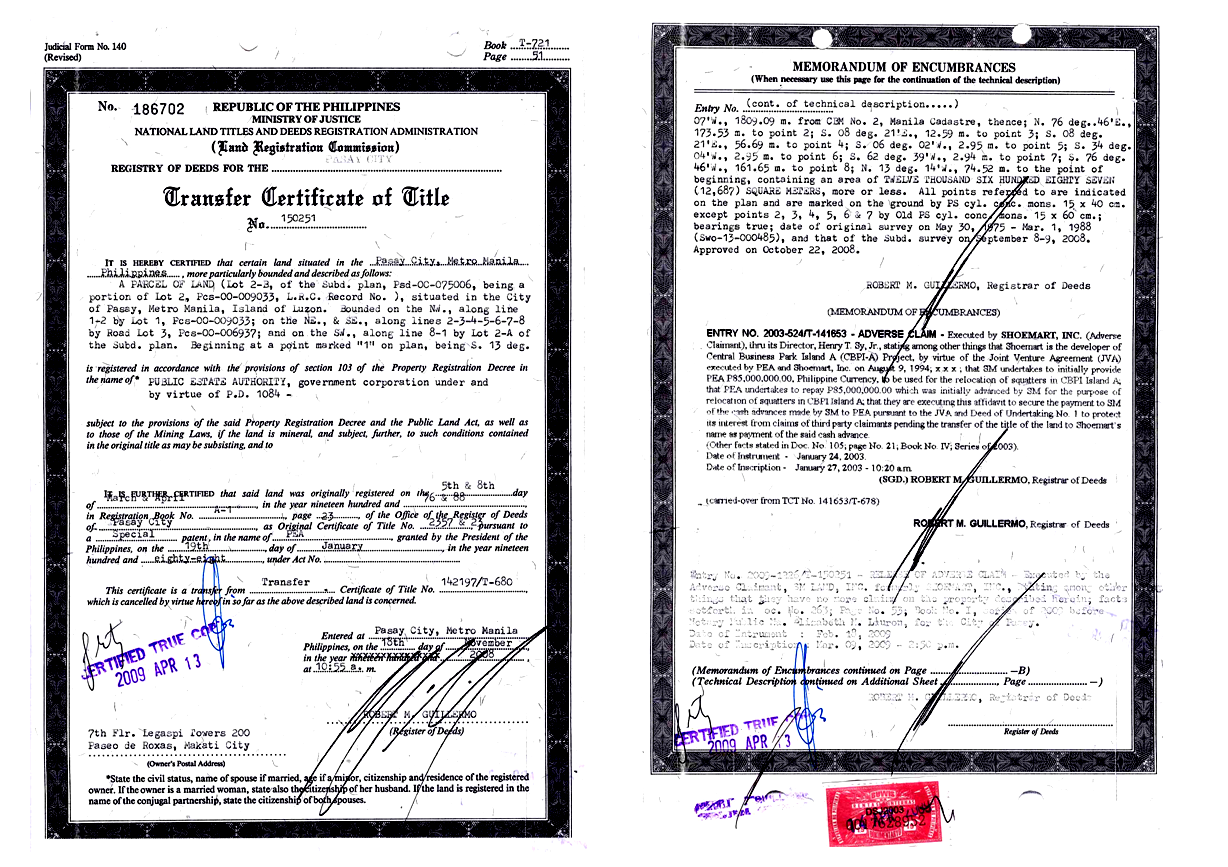 Judicial Form No. 140
(Revised)
Book T-721
Page 51
No. 186702
REPUBLIC OF THE PHILIPPINES
MINISTRY OF JUSTICE
NATIONAL LAND TITLES AND DEEDS REGISTRATION ADMINISTRATION
(Land Registration Commission)
PASAY CITY
REGISTRY OF DEEDS FOR THE
Transfer Certificate of Title
No. 150251
IT IS HEREBY CERTIFIED that certain land situated in the Pasay City, Metro Manila
Philippines, more particularly bounded and described as follows:
A PARCEL OF LAND (Lot 2-B, of the Subd. plan, Psd-00-075006, being a
portion of Lot 2, Pcs-00-009033, L.R.C. Record No. ), situated in the City
of Pasay, Metro Manila, Island of Luzon. Bounded on the NW., along line
1-2 by Lot 1, Pcs-00-009033; on the NE., & SE., along lines 2-3-4-5-6-7-8
by Road Lot 3, Pcs-00-006937; and on the SW., along line 8-1 by Lot 2-A of
the Subd. plan. Beginning at a point marked "1" on plan, being S. 13 deg.
is registered in accordance with the provisions of section 103 of the Property Registration Decree in
the name of* PUBLIC ESTATE AUTHORITY, government corporation under and
by virtue of P.D. 1084 -
subject to the provisions of the said Property Registration Decree and the Public Land Act, as well as
to those of the Mining Laws, if the land is mineral, and subject, further, to such conditions contained
in the original title as may be subsisting, and to
5th & 8th
IT IS FURTHER CERTIFIED that said land was originally registered on the day
of March & April, in the year nineteen hundred and 76 & 88
in Registration Book No. A-1, page 23, of the Office of the Register of Deeds
of Pasay City, as Original Certificate of Title No. 2357 & 23 pursuant to
a Special patent, in the name of PEA, granted by the President of the
Philippines, on the 19th, day of January, in the year nineteen
hundred and eighty-eight, under Act No.
This certificate is a transfer from Transfer Certificate of Title No. 142197/T-680
which is cancelled by virtue hereof in so far as the above described land is concerned.
Entered at Pasay City, Metro Manila
Philippines, on the 13th day of November
in the year nineteen hundred and 2008
at 10:55 a. m.
CERTIFIED TRUE COPY
2009 APR 13
ROBERT M. GUILLERMO
(Register of Deeds)
7th Flr. Legaspi Towers 200
Paseo de Roxas, Makati City
(Owner's Postal Address)
*State the civil status, name of spouse if married, age if a minor, citizenship and residence of the registered
owner. If the owner is a married woman, state also the citizenship of her husband. If the land is registered in the
name of the conjugal partnership, state the citizenship of both spouses.
MEMORANDUM OF ENCUMBRANCES
(When necessary use this page for the continuation of the technical description)
Entry No. (cont. of technical description.....)
07'W., 1809.09 m. from CEM No. 2, Manila Cadastre, thence; N. 76 deg..46'E.,
173.53 m. to point 2; S. 08 deg. 21'E., 12.59 m. to point 3; S. 08 deg.
21'E., 56.69 m. to point 4; S. 06 deg. 02'W., 2.95 m. to point 5; S. 34 deg.
04'W., 2.95 m. to point 6; S. 62 deg. 39'W., 2.94 m. to point 7; S. 76 deg.
46'W., 161.65 m. to point 8; N. 13 deg. 14'W., 74.52 m. to the point of
beginning, containing an area of TWELVE THOUSAND SIX HUNDRED EIGHTY SEVEN
(12,687) SQUARE METERS, more or less. All points referred to are indicated
on the plan and are marked on the ground by PS cyl. conc. mons. 15 x 40 cm.
except points 2, 3, 4, 5, 6 & 7 by Old PS cyl. conc. mons. 15 x 60 cm.;
bearings true; date of original survey on May 30, 1975 - Mar. 1, 1988
(Swo-13-000485), and that of the Subd. survey on September 8-9, 2008.
Approved on October 22, 2008.
ROBERT M. GUILLERMO, Registrar of Deeds
(MEMORANDUM OF ENCUMBRANCES)
ENTRY NO. 2003-524/T-141653 - ADVERSE CLAIM - Executed by SHOEMART, INC. (Adverse
Claimant), thru its Director, Henry T. Sy, Jr., stating among other things that Shoemart is the developer of
Central Business Park Island A (CBPI-A) Project, by virtue of the Joint Venture Agreement (JVA)
executed by PEA and Shoemart, Inc. on August 9, 1994; x x x ; that SM undertakes to initially provide
PEA P85,000,000.00, Philippine Currency, to be used for the relocation of squatters in CBPI Island A;
that PEA undertakes to repay P85,000,000.00 which was initially advanced by SM for the purpose of
relocation of squatters in CBPI Island A; that they are executing this affidavit to secure the payment to SM
of the cash advances made by SM to PEA pursuant to the JVA and Deed of Undertaking No. 1 to protect
its interest from claims of third party claimants pending the transfer of the title of the land to Shoemart's
name as payment of the said cash advance.
(Other facts stated in Doc. No. 105; page No. 21; Book No. IV; Series of 2003).
Date of Instrument - January 24, 2003.
Date of Inscription - January 27, 2003 - 10:20 a.m.
(SGD.) ROBERT M. GUILLERMO, Registrar of Deeds
(carried-over from TCT No. 141653/T-678)
ROBERT M. GUILLERMO, Registrar of Deeds
Entry No. 2009-1226/T-150251 - RELEASE OF ADVERSE CLAIM - Executed by the
Adverse Claimant, SM LAND, INC. formerly SHOEMART, INC., stating among other
things that they have no more claim on the property described herein; facts
setforth in Doc. No. 263; Page No. 53; Book No. I, series of 2009 before
Notary Public Ma. Elizabeth M. for the City of Pasay.
Date of Intrument - Feb. 18, 2009
Date of Inscription - Mar. 09, 2009 - p.m.
(Memorandum of Encumbrances continued on Page —B)
(Technical Description continued on Additional Sheet , Page —)
ROBERT M. GUILLERMO, Registrar of Deeds
Register of Deeds
CERTIFIED TRUE
2009 APR 13